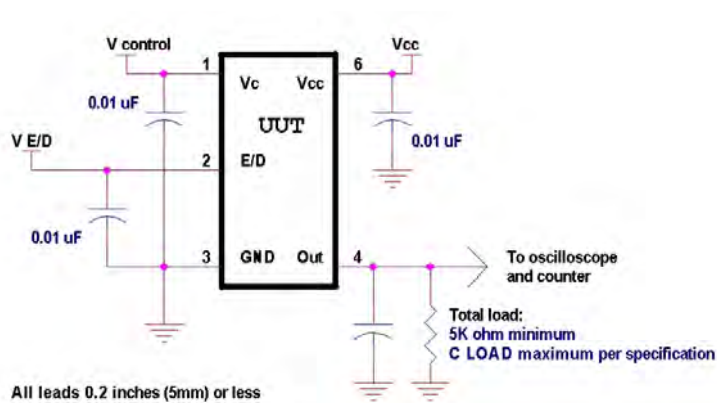 V control
1
6
Vcc
Vc
Vcc
0.01 uF
UUT
0.01 uF
V E/D
2
E/D
0.01 uF
3
GND
Out
4
To oscilloscope
and counter
Total load:
5K ohm minimum
C LOAD maximum per specification
All leads 0.2 inches (5mm) or less